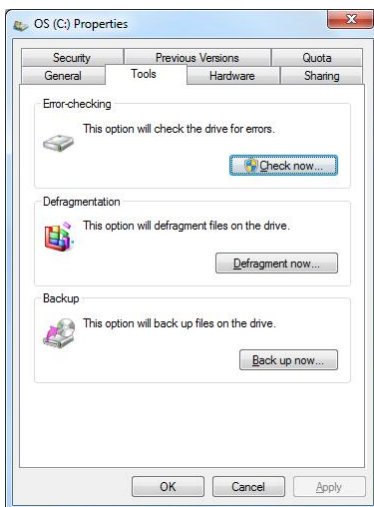 OS (C:) Properties
Security Previous Versions Quota
General Tools Hardware Sharing
Error-checking
This option will check the drive for errors.
Check now...
Defragmentation
This option will defragment files on the drive.
Defragment now...
Backup
This option will back up files on the drive.
Back up now...
OK Cancel Apply